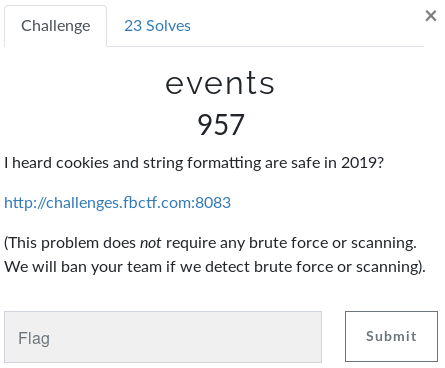 Challenge
23 Solves
×
events
957
I heard cookies and string formatting are safe in 2019?
http://challenges.fbctf.com:8083
(This problem does not require any brute force or scanning.
We will ban your team if we detect brute force or scanning).
Flag
Submit